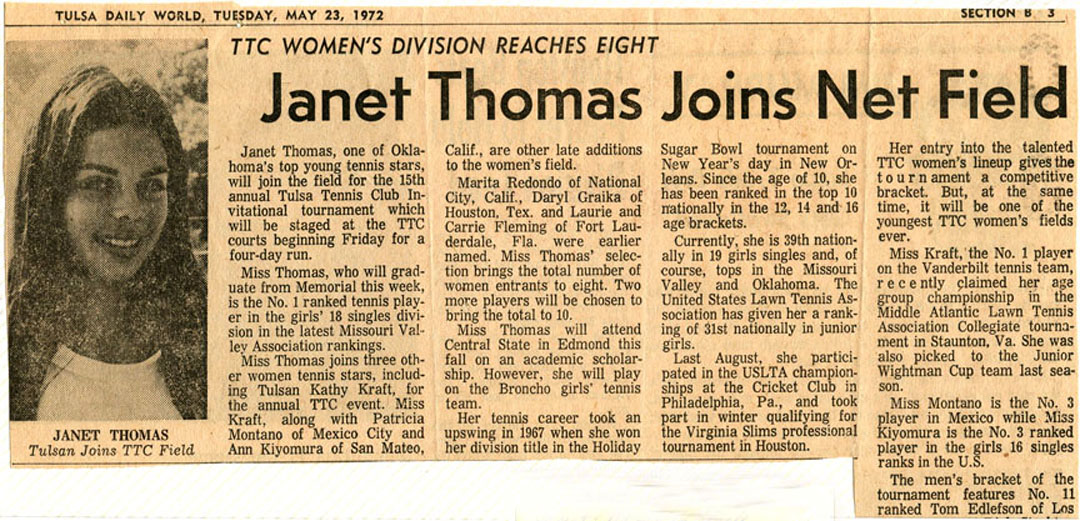 TULSA DAILY WORLD, TUESDAY, MAY 23, 1972
SECTION B 3
TTC WOMEN'S DIVISION REACHES EIGHT
Janet Thomas Joins Net Field
JANET THOMAS
Tulsan Joins TTC Field
Janet Thomas, one of Okla-
homa's top young tennis stars,
will join the field for the 15th
annual Tulsa Tennis Club In-
vitational tournament which
will be staged at the TTC
courts beginning Friday for a
four-day run.
Miss Thomas, who will grad-
uate from Memorial this week,
is the No. 1 ranked tennis play-
er in the girls' 18 singles divi-
sion in the latest Missouri Val-
ley Association rankings.
Miss Thomas joins three oth-
er women tennis stars, includ-
ing Tulsan Kathy Kraft, for
the annual TTC event. Miss
Kraft, along with Patricia
Montano of Mexico City and
Ann Kiyomura of San Mateo,
Calif., are other late additions
to the women's field.
Marita Redondo of National
City, Calif., Daryl Graika of
Houston, Tex. and Laurie and
Carrie Fleming of Fort Lau-
derdale, Fla. were earlier
named. Miss Thomas' selec-
tion brings the total number of
women entrants to eight. Two
more players will be chosen to
bring the total to 10.
Miss Thomas will attend
Central State in Edmond this
fall on an academic scholar-
ship. However, she will play
on the Broncho girls' tennis
team.
Her tennis career took an
upswing in 1967 when she won
her division title in the Holiday
Sugar Bowl tournament on
New Year's day in New Or-
leans. Since the age of 10, she
has been ranked in the top 10
nationally in the 12, 14 and 16
age brackets.
Currently, she is 39th nation-
ally in 19 girls singles and, of
course, tops in the Missouri
Valley and Oklahoma. The
United States Lawn Tennis As-
sociation has given her a rank-
ing of 31st nationally in junior
girls.
Last August, she partici-
pated in the USLTA champion-
ships at the Cricket Club in
Philadelphia, Pa., and took
part in winter qualifying for
the Virginia Slims professional
tournament in Houston.
Her entry into the talented
TTC women's lineup gives the
tournament a competitive
bracket. But, at the same
time, it will be one of the
youngest TTC women's fields
ever.
Miss Kraft, the No. 1 player
on the Vanderbilt tennis team,
recently claimed her age
group championship in the
Middle Atlantic Lawn Tennis
Association Collegiate tourna-
ment in Staunton, Va. She was
also picked to the Junior
Wightman Cup team last sea-
son.
Miss Montano is the No. 3
player in Mexico while Miss
Kiyomura is the No. 3 ranked
player in the girls 16 singles
ranks in the U.S.
The men's bracket of the
tournament features No. 11
ranked Tom Edlefson of Los